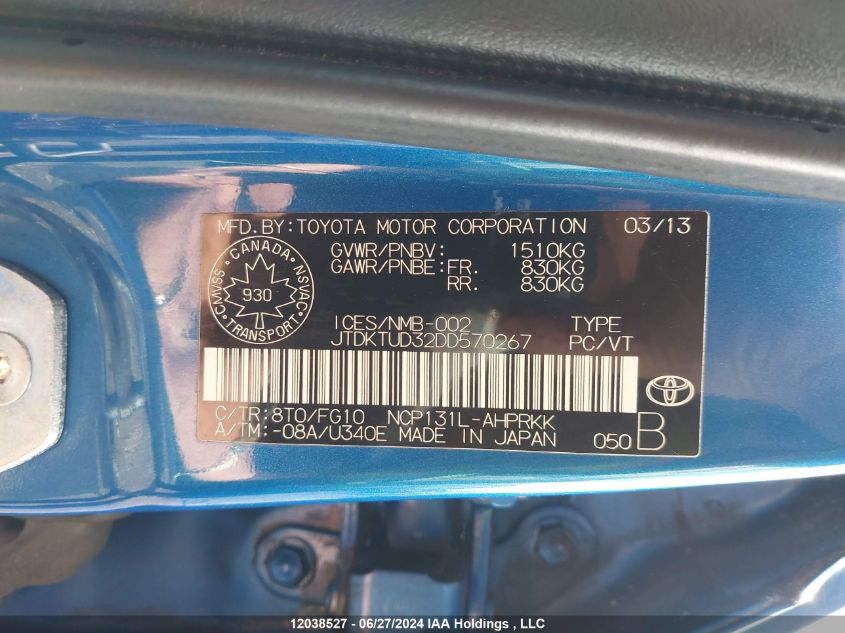 MFD.BY:TOYOTA MOTOR CORPORATION 03/13
GVWR/PNBV: 1510KG
GAWR/PNBE:FR. 830KG
RR. 830KG
CANADA
CMVSS 930 NSVAC
TRANSPORT
ICES/NMB-002 TYPE
JTDKTUD32DD570267 PC/VT
C/TR:8T0/FG10 NCP131L-AHPRKK
A/TM:-08A/U340E MADE IN JAPAN 050 B
12038527 - 06/27/2024 IAA Holdings , LLC